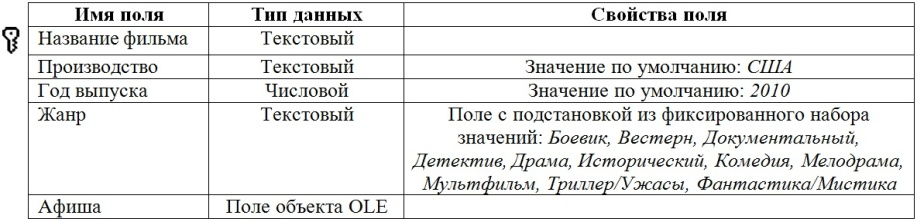 Имя поля Тип данных Свойства поля
Название фильма Текстовый
Производство Текстовый Значение по умолчанию: США
Год выпуска Числовой Значение по умолчанию: 2010
Жанр Текстовый Поле с подстановкой из фиксированного набора
значений: Боевик, Вестерн, Документальный,
Детектив, Драма, Исторический, Комедия, Мелодрама,
Мультфильм, Триллер/Ужасы, Фантастика/Мистика
Афиша Поле объекта OLE